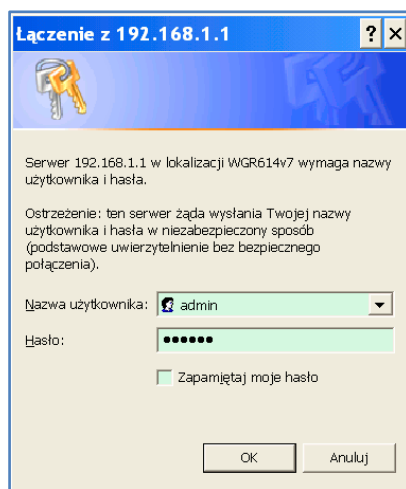 Łączenie z 192.168.1.1
Serwer 192.168.1.1 w lokalizacji WGR614v7 wymaga nazwy
użytkownika i hasła.
Ostrzeżenie: ten serwer żąda wysłania Twojej nazwy
użytkownika i hasła w niezabezpieczony sposób
(podstawowe uwierzytelnienie bez bezpiecznego
połączenia).
Nazwa użytkownika: admin
Hasło: ••••••
Zapamiętaj moje hasło
OK Anuluj